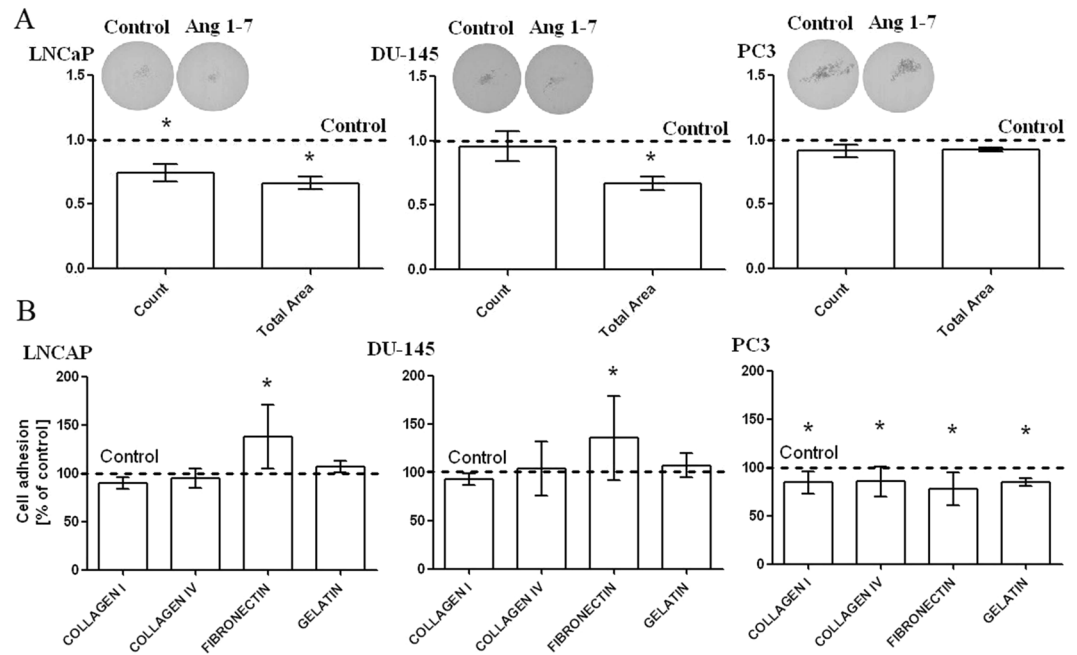 A
Control Ang 1-7
LNCaP
1.5
1.0
0.5
0.0
*
*
Control
Count
Total Area
Control Ang 1-7
DU-145
1.5
1.0
0.5
0.0
*
Control
Count
Total Area
Control Ang 1-7
PC3
1.5
1.0
0.5
0.0
Control
Count
Total Area
B
LNCAP
Cell adhesion
[% of control]
200
150
100
50
0
Control
*
COLLAGEN I
COLLAGEN IV
FIBRONECTIN
GELATIN
DU-145
200
150
100
50
0
Control
*
COLLAGEN I
COLLAGEN IV
FIBRONECTIN
GELATIN
PC3
200
150
100
50
0
* * * *
Control
COLLAGEN I
COLLAGEN IV
FIBRONECTIN
GELATIN